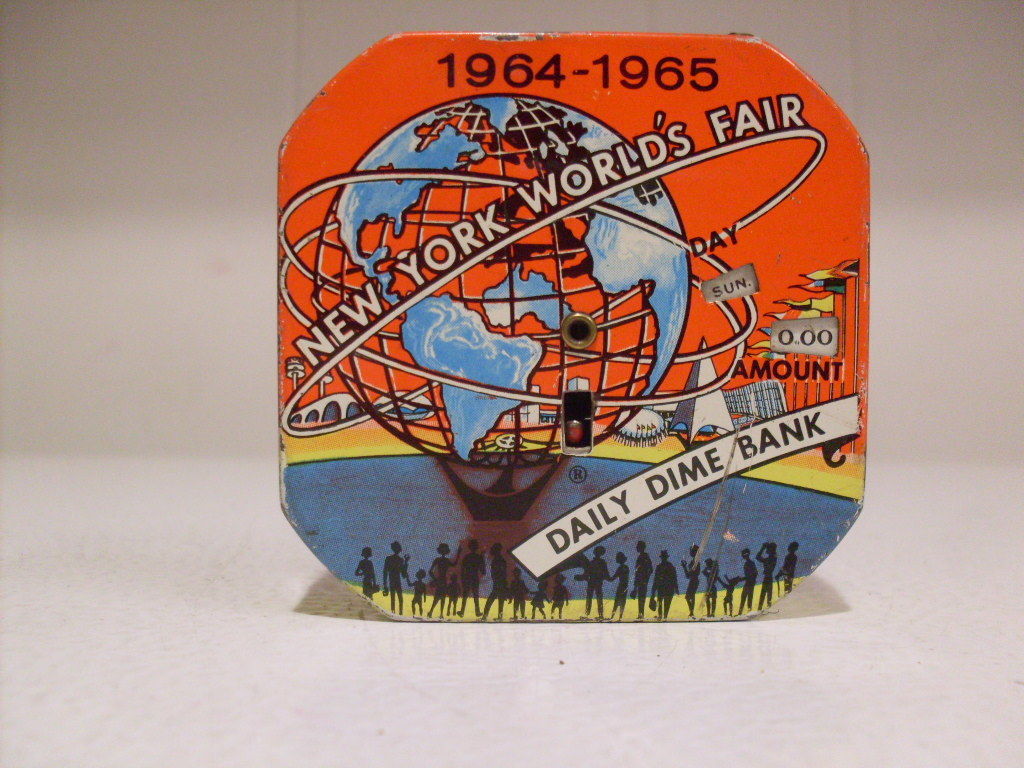 1964-1965
NEW YORK WORLD'S FAIR
DAY
SUN.
0.00
AMOUNT
DAILY DIME BANK
®